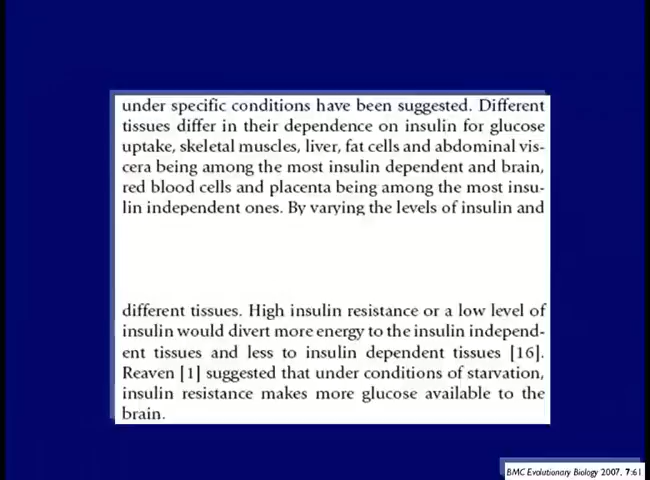 under specific conditions have been suggested. Different
tissues differ in their dependence on insulin for glucose
uptake, skeletal muscles, liver, fat cells and abdominal vis-
cera being among the most insulin dependent and brain,
red blood cells and placenta being among the most insu-
lin independent ones. By varying the levels of insulin and
different tissues. High insulin resistance or a low level of
insulin would divert more energy to the insulin independ-
ent tissues and less to insulin dependent tissues [16].
Reaven [1] suggested that under conditions of starvation,
insulin resistance makes more glucose available to the
brain.
BMC Evolutionary Biology 2007, 7:61